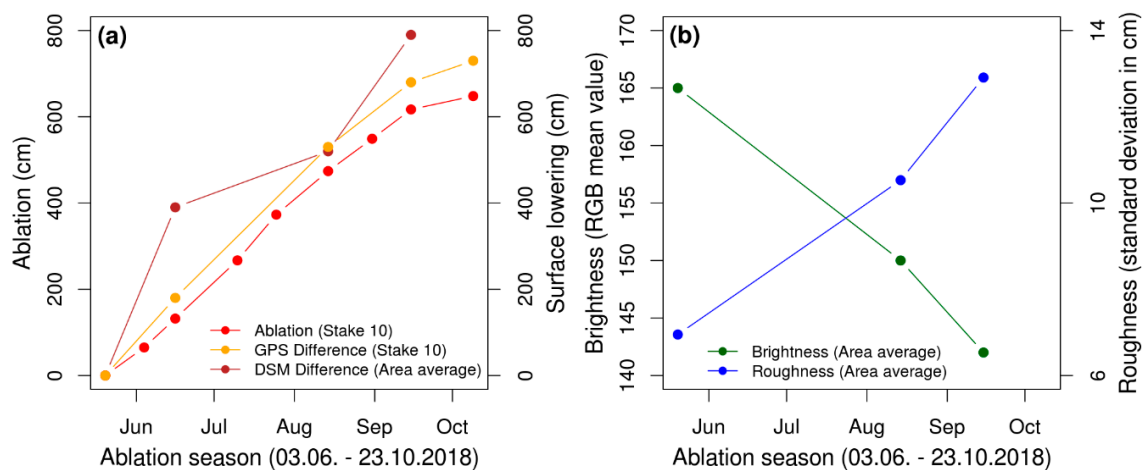 (a)
Ablation (cm)
800
600
400
200
0
800
600
400
200
0
Surface lowering (cm)
Ablation (Stake 10)
GPS Difference (Stake 10)
DSM Difference (Area average)
Jun Jul Aug Sep Oct
Ablation season (03.06. - 23.10.2018)
(b)
Brightness (RGB mean value)
170
165
160
155
150
145
140
14
10
6
Roughness (standard deviation in cm)
Brightness (Area average)
Roughness (Area average)
Jun Jul Aug Sep Oct
Ablation season (03.06. - 23.10.2018)